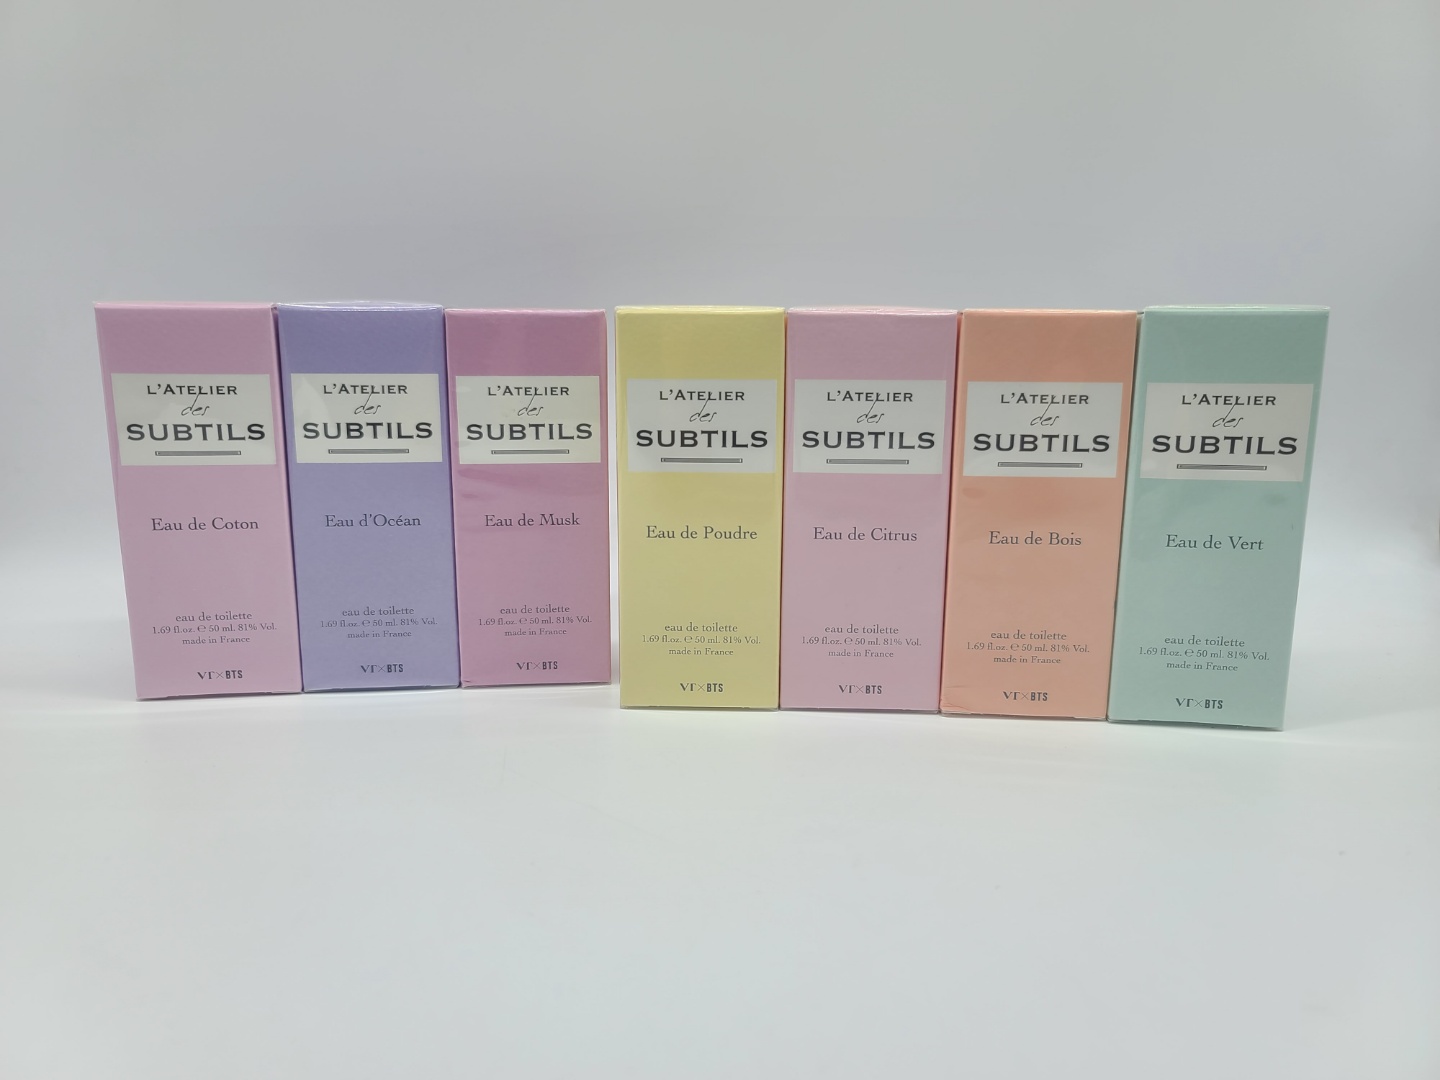 L'ATELIER
des
SUBTILS
Eau de Coton
eau de toilette
1.69 fl.oz. ℮ 50 ml. 81% Vol.
made in France
VT×BTS
L'ATELIER
des
SUBTILS
Eau d'Océan
eau de toilette
1.69 fl.oz. ℮ 50 ml. 81% Vol.
made in France
VT×BTS
L'ATELIER
des
SUBTILS
Eau de Musk
eau de toilette
1.69 fl.oz. ℮ 50 ml. 81% Vol.
made in France
VT×BTS
L'ATELIER
des
SUBTILS
Eau de Poudre
eau de toilette
1.69 fl.oz. ℮ 50 ml. 81% Vol.
made in France
VT×BTS
L'ATELIER
des
SUBTILS
Eau de Citrus
eau de toilette
1.69 fl.oz. ℮ 50 ml. 81% Vol.
made in France
VT×BTS
L'ATELIER
des
SUBTILS
Eau de Bois
eau de toilette
1.69 fl.oz. ℮ 50 ml. 81% Vol.
made in France
VT×BTS
L'ATELIER
des
SUBTILS
Eau de Vert
eau de toilette
1.69 fl.oz. ℮ 50 ml. 81% Vol.
made in France
VT×BTS